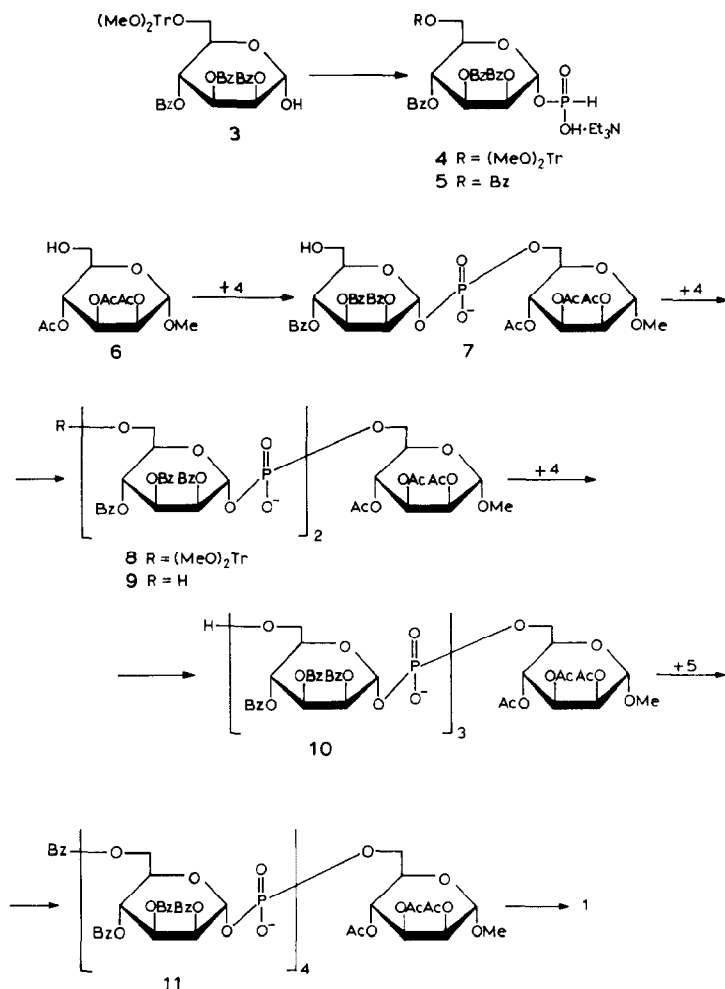 (MeO)₂TrO
O
OBzBzO
BzO
OH
3
RO
O
OBzBzO
BzO
O-P-H
O
OH·Et₃N
4 R = (MeO)₂Tr
5 R = Bz
HO
O
OAcAcO
AcO
OMe
6
+4
HO
O
OBzBzO
BzO
O
O
P
O⁻
7
O
O
OAcAcO
AcO
OMe
+4
R
O
O
OBzBzO
BzO
O
O
P
O⁻
2
O
O
OAcAcO
AcO
OMe
+4
8 R = (MeO)₂Tr
9 R = H
H
O
O
OBzBzO
BzO
O
O
P
O⁻
3
O
O
OAcAcO
AcO
OMe
+5
10
Bz
O
O
OBzBzO
BzO
O
O
P
O⁻
4
O
O
OAcAcO
AcO
OMe
1
11